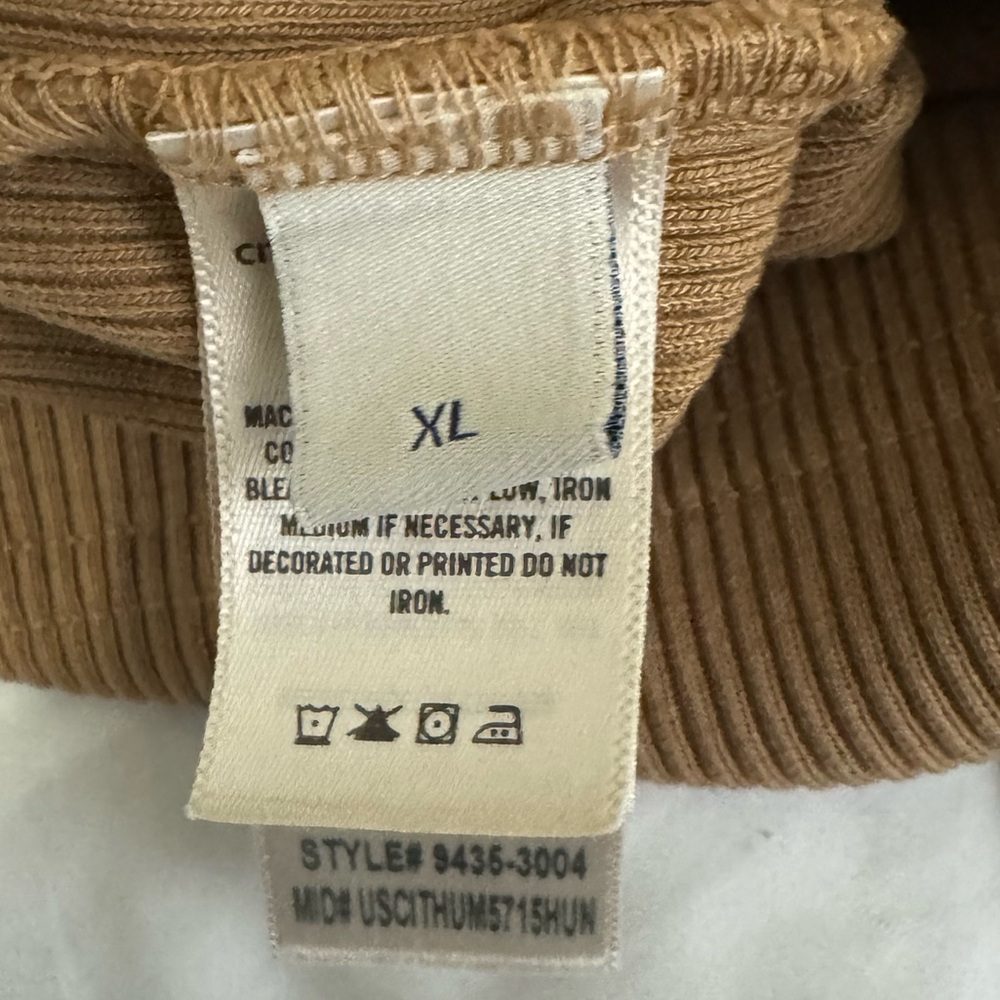 XL
MAC
CO
BLE LOW, IRON
MEDIUM IF NECESSARY, IF
DECORATED OR PRINTED DO NOT
IRON.
STYLE# 9435-3004
MID# USCITHUM5715HUN